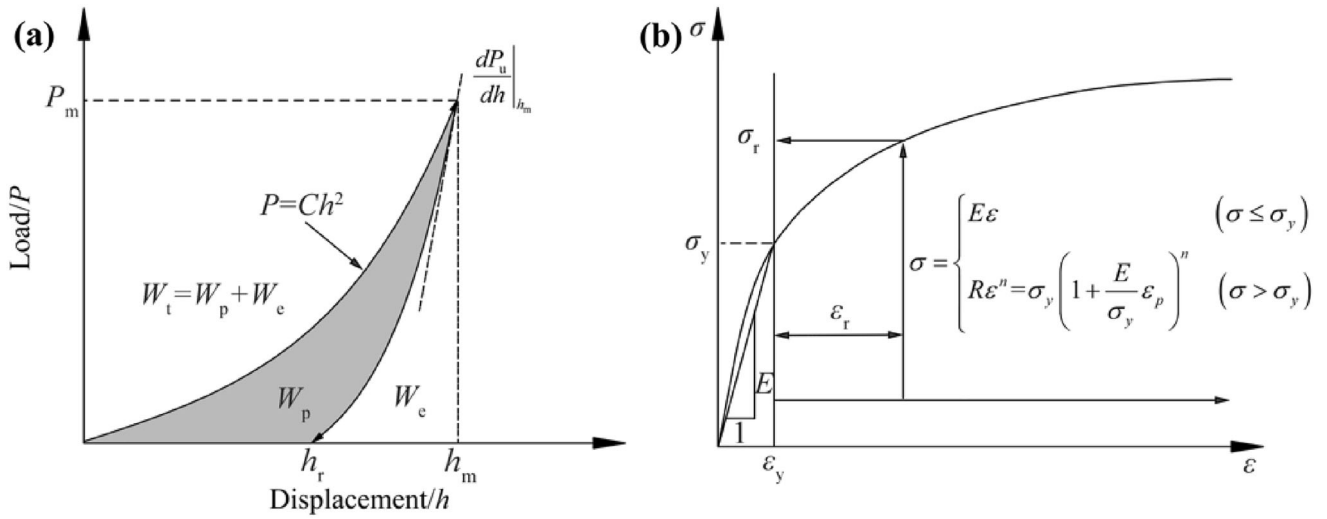 (a)
dP_u/dh|_{h_m}
P_m
P=Ch^2
Load/P
W_t=W_p+W_e
W_p
W_e
h_r
h_m
Displacement/h
(b)
σ
σ_r
σ_y
σ = { Eε (σ ≤ σ_y)
Rε^n=σ_y(1+E/σ_y ε_p)^n (σ > σ_y)
ε_r
E
1
ε_y
ε